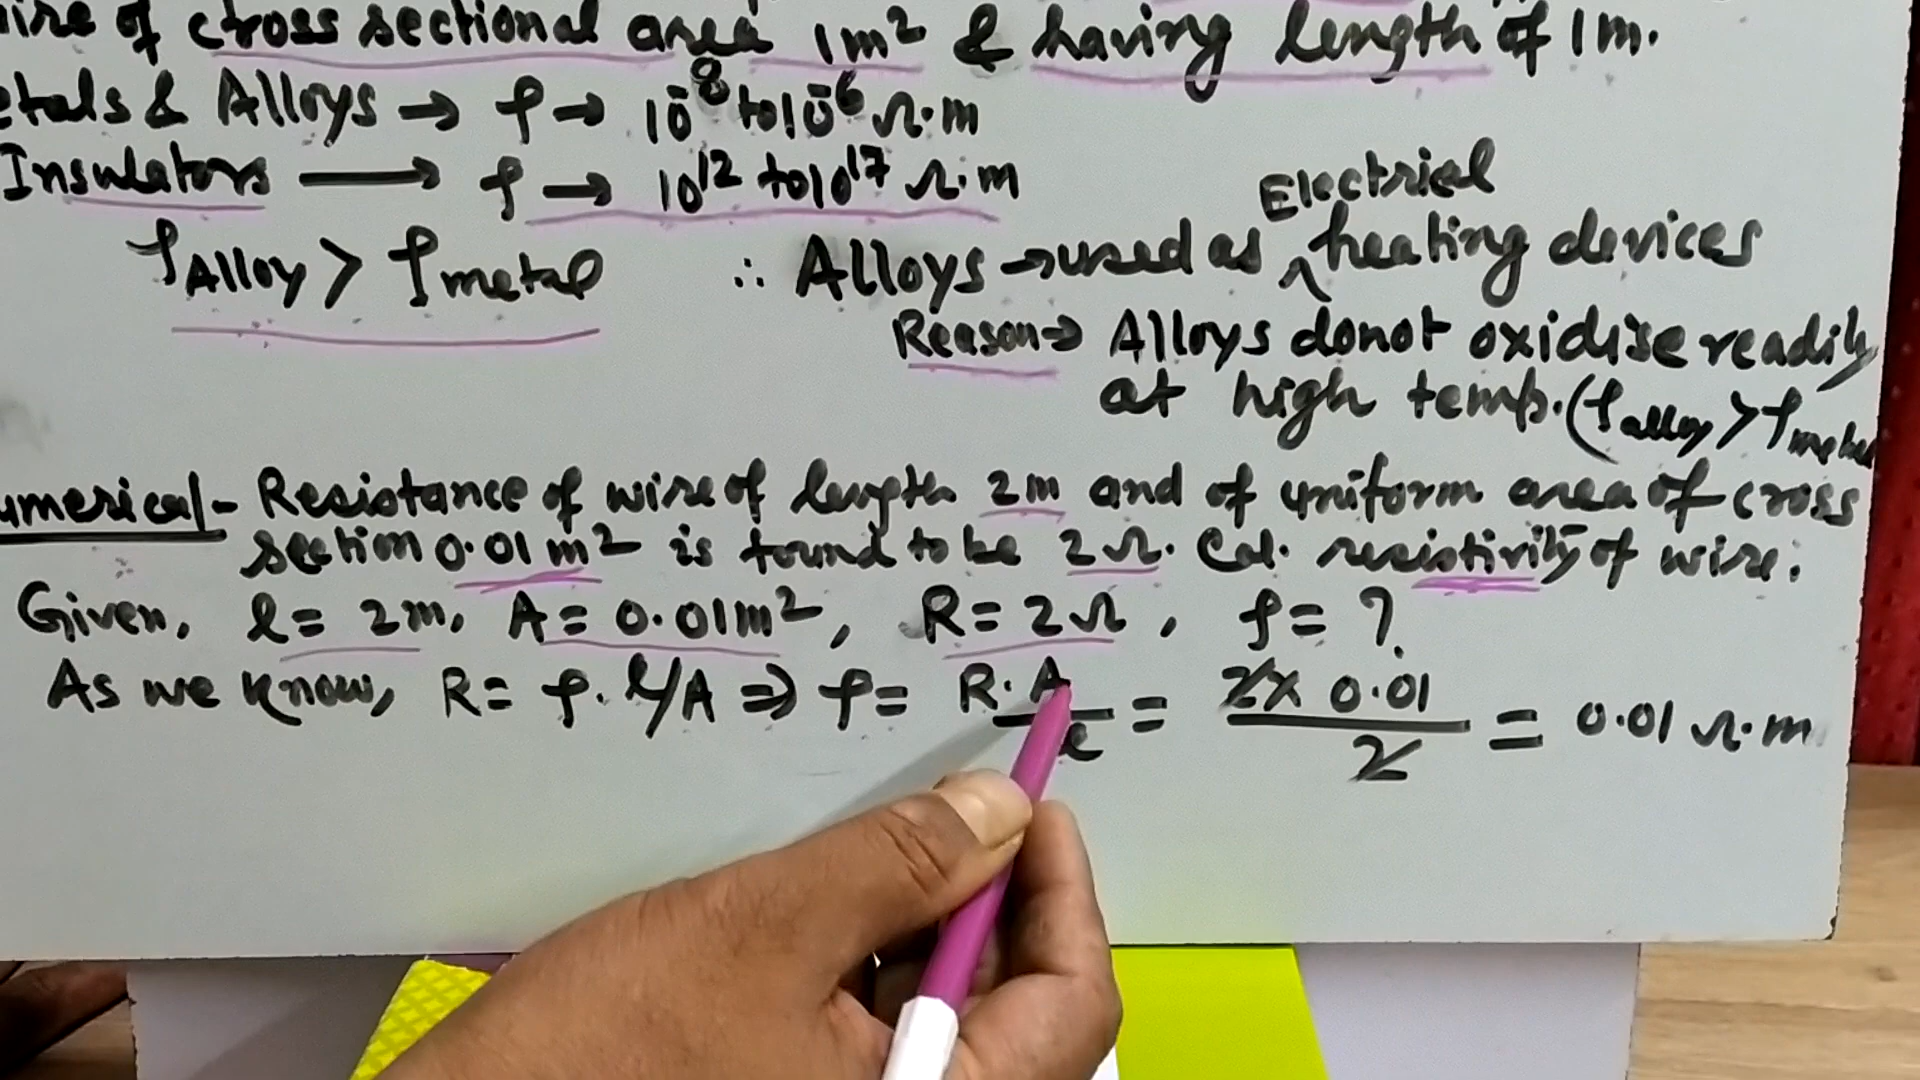 ire of cross sectional area 1m² & having length of 1m.
etals & Alloys → ρ → 10⁻⁸ to 10⁻⁶ Ω·m
Insulators → ρ → 10¹² to 10¹⁷ Ω·m
Electrical
ρAlloy > ρmetal ∴ Alloys → used as ^ heating devices
Reason → Alloys donot oxidise readily
at high temp. (ρalloy > ρmetal
umerical - Resistance of wire of length 2m and of uniform area of cross
section 0.01 m² is found to be 2Ω. Cal. resistivity of wire.
Given, l = 2m, A = 0.01m², R = 2Ω, ρ = ?
As we know, R = ρ. l/A ⇒ ρ = R.A/l = 2 x 0.01/2 = 0.01 Ω·m